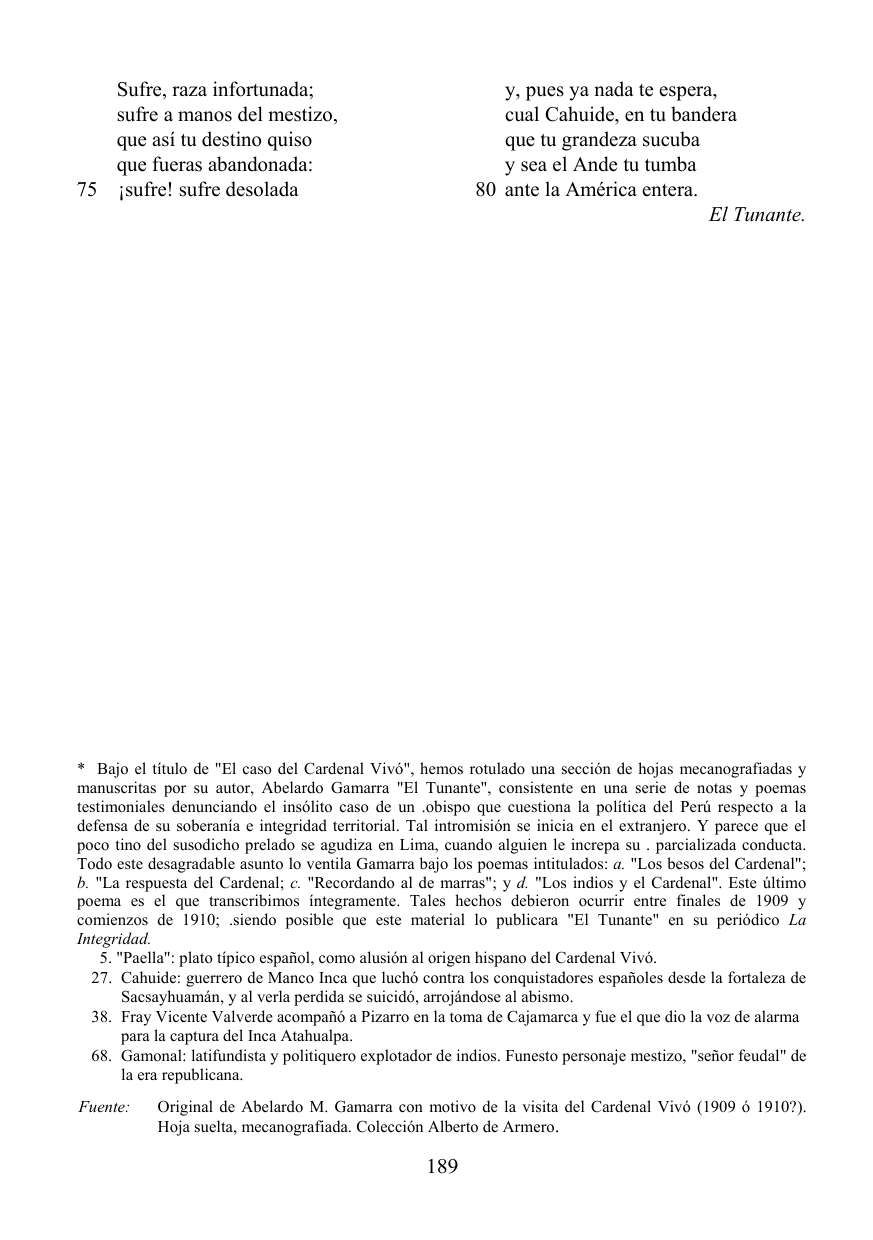 Sufre, raza infortunada;
sufre a manos del mestizo,
que así tu destino quiso
que fueras abandonada:
75 ¡sufre! sufre desolada
y, pues ya nada te espera,
cual Cahuide, en tu bandera
que tu grandeza sucuba
y sea el Ande tu tumba
80 ante la América entera.
El Tunante.
* Bajo el título de "El caso del Cardenal Vivó", hemos rotulado una sección de hojas mecanografiadas y
manuscritas por su autor, Abelardo Gamarra "El Tunante", consistente en una serie de notas y poemas
testimoniales denunciando el insólito caso de un .obispo que cuestiona la política del Perú respecto a la
defensa de su soberanía e integridad territorial. Tal intromisión se inicia en el extranjero. Y parece que el
poco tino del susodicho prelado se agudiza en Lima, cuando alguien le increpa su . parcializada conducta.
Todo este desagradable asunto lo ventila Gamarra bajo los poemas intitulados: a. "Los besos del Cardenal";
b. "La respuesta del Cardenal; c. "Recordando al de marras"; y d. "Los indios y el Cardenal". Este último
poema es el que transcribimos íntegramente. Tales hechos debieron ocurrir entre finales de 1909 y
comienzos de 1910; .siendo posible que este material lo publicara "El Tunante" en su periódico La
Integridad.
5. "Paella": plato típico español, como alusión al origen hispano del Cardenal Vivó.
27. Cahuide: guerrero de Manco Inca que luchó contra los conquistadores españoles desde la fortaleza de
Sacsayhuamán, y al verla perdida se suicidó, arrojándose al abismo.
38. Fray Vicente Valverde acompañó a Pizarro en la toma de Cajamarca y fue el que dio la voz de alarma
para la captura del Inca Atahualpa.
68. Gamonal: latifundista y politiquero explotador de indios. Funesto personaje mestizo, "señor feudal" de
la era republicana.
Fuente: Original de Abelardo M. Gamarra con motivo de la visita del Cardenal Vivó (1909 ó 1910?).
Hoja suelta, mecanografiada. Colección Alberto de Armero.
189